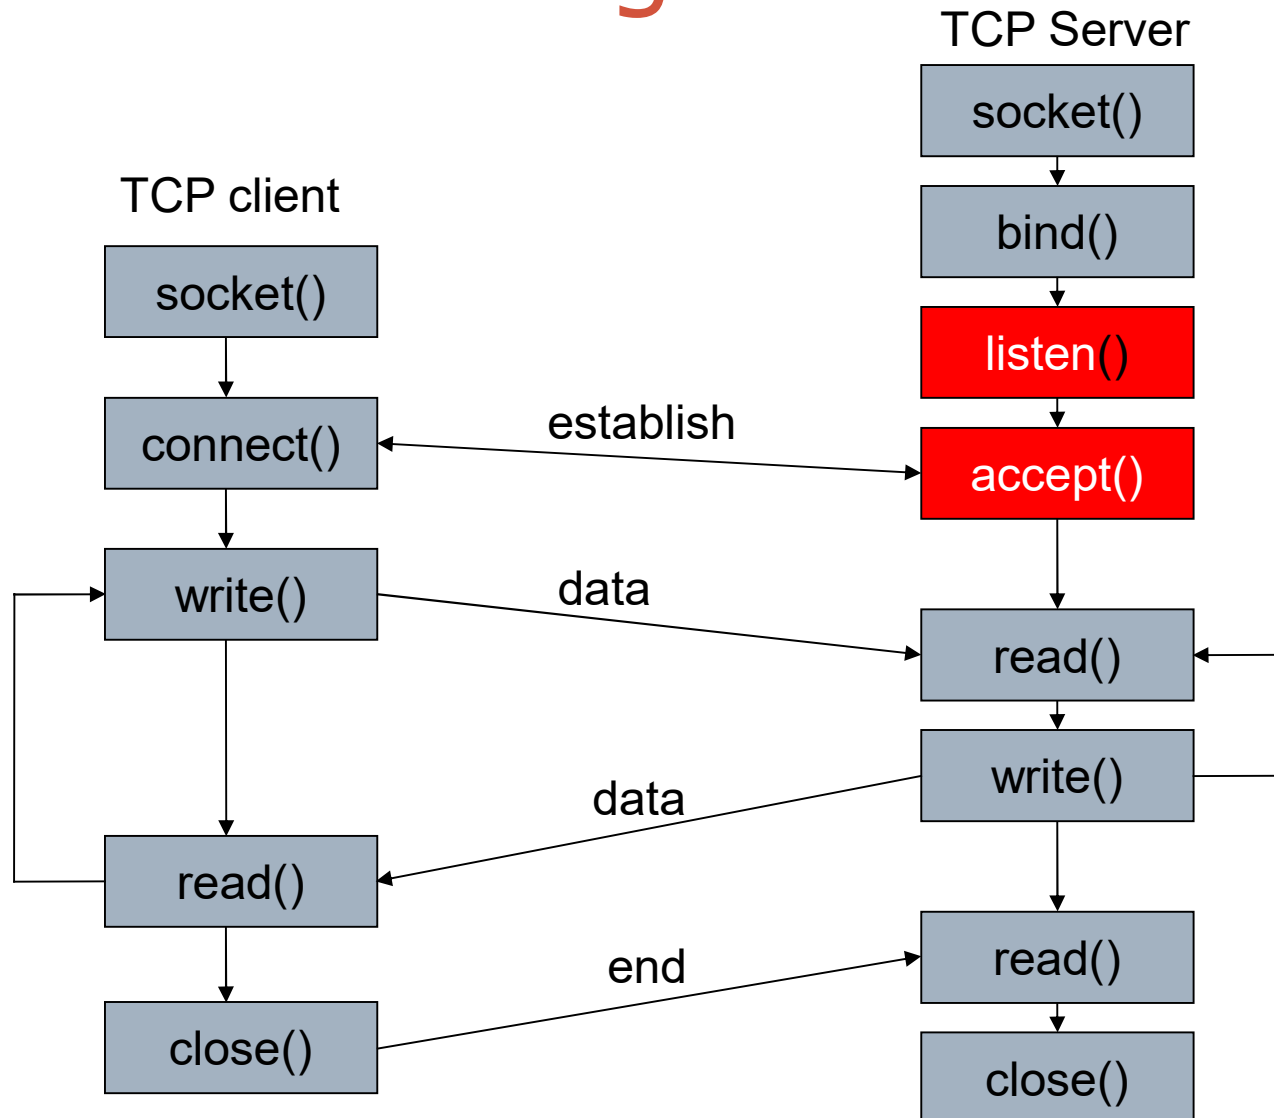 TCP Server
socket()
bind()
TCP client
socket()
listen()
connect()
establish
accept()
write()
data
read()
write()
data
read()
read()
end
close()
close()